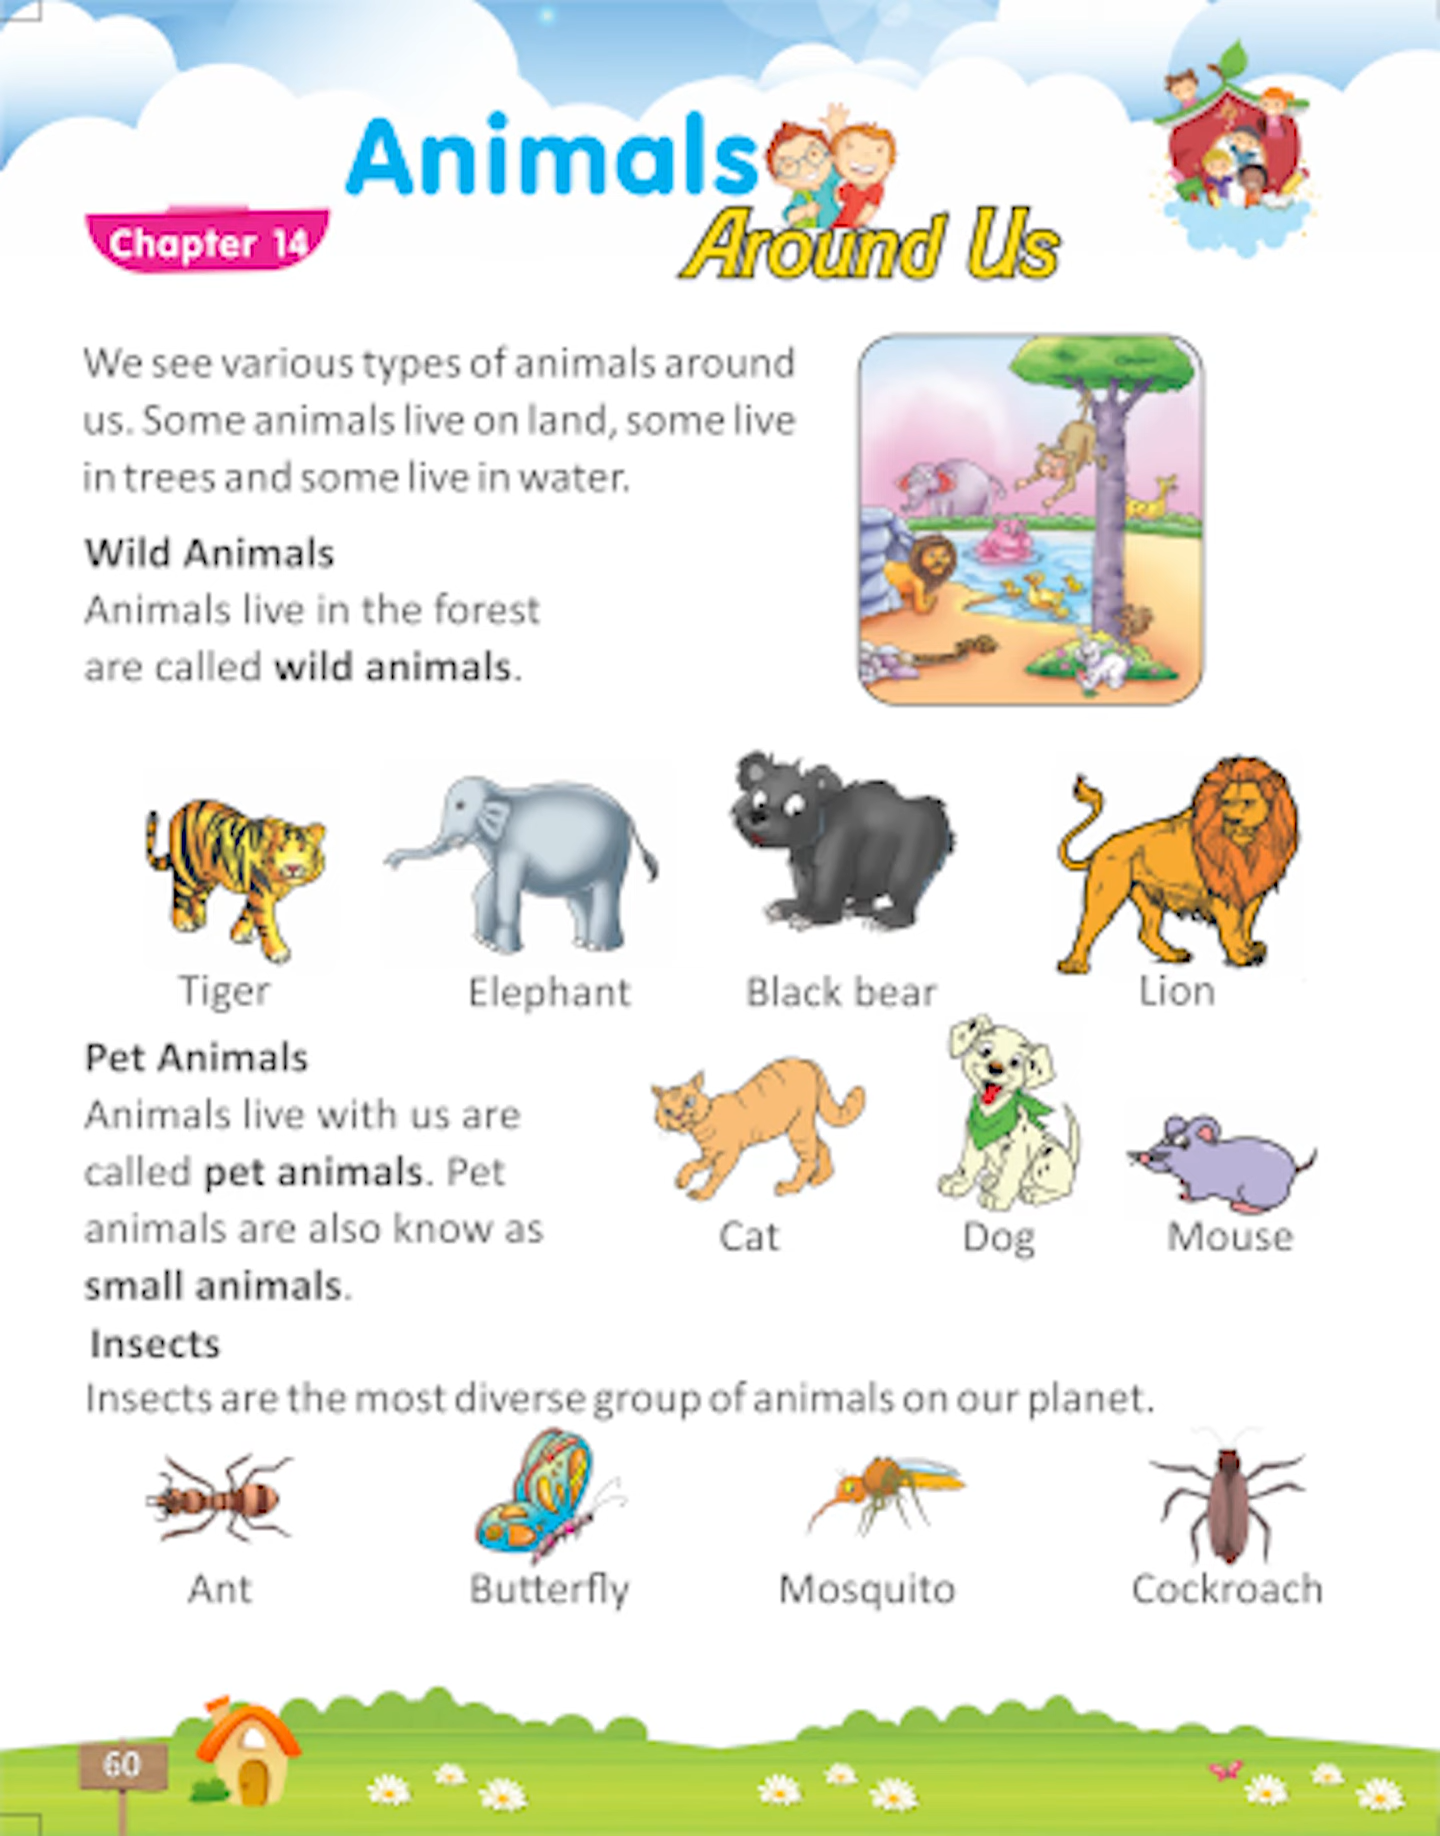 Animals
Around Us
Chapter 14
We see various types of animals around
us. Some animals live on land, some live
in trees and some live in water.
Wild Animals
Animals live in the forest
are called wild animals.
Tiger
Elephant
Black bear
Lion
Pet Animals
Animals live with us are
called pet animals. Pet
animals are also know as
small animals.
Cat
Dog
Mouse
Insects
Insects are the most diverse group of animals on our planet.
Ant
Butterfly
Mosquito
Cockroach
60